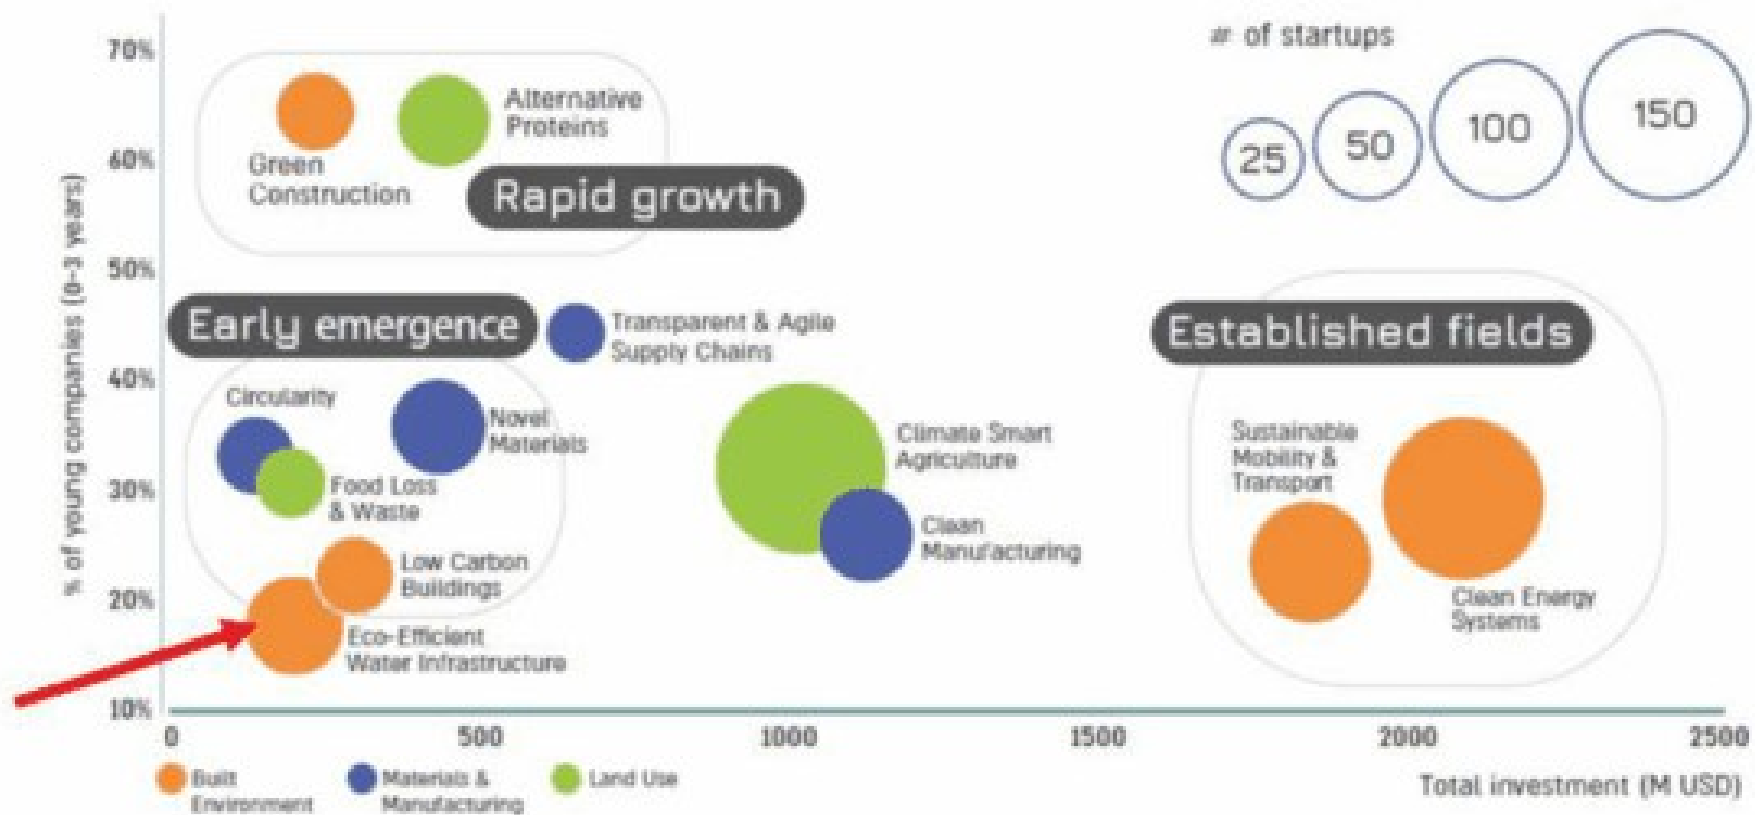 # of startups
25
50
100
150
% of young companies (0-3 years)
70%
60%
50%
40%
30%
20%
10%
Green
Construction
Alternative
Proteins
Rapid growth
Early emergence
Transparent & Agile
Supply Chains
Established fields
Circularity
Novel
Materials
Food Loss
& Waste
Low Carbon
Buildings
Eco-Efficient
Water Infrastructure
Climate Smart
Agriculture
Clean
Manufacturing
Sustainable
Mobility &
Transport
Clean Energy
Systems
0
500
1000
1500
2000
2500
Built
Environment
Materials &
Manufacturing
Land Use
Total investment (M USD)